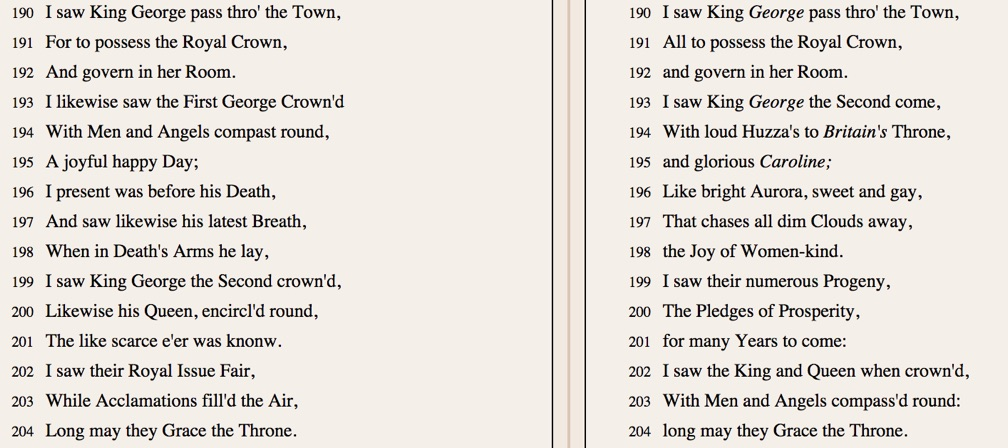 190 I saw King George pass thro' the Town,
191 For to possess the Royal Crown,
192 And govern in her Room.
193 I likewise saw the First George Crown'd
194 With Men and Angels compast round,
195 A joyful happy Day;
196 I present was before his Death,
197 And saw likewise his latest Breath,
198 When in Death's Arms he lay,
199 I saw King George the Second crown'd,
200 Likewise his Queen, encircl'd round,
201 The like scarce e'er was knonw.
202 I saw their Royal Issue Fair,
203 While Acclamations fill'd the Air,
204 Long may they Grace the Throne.
190 I saw King George pass thro' the Town,
191 All to possess the Royal Crown,
192 and govern in her Room.
193 I saw King George the Second come,
194 With loud Huzza's to Britain's Throne,
195 and glorious Caroline;
196 Like bright Aurora, sweet and gay,
197 That chases all dim Clouds away,
198 the Joy of Women-kind.
199 I saw their numerous Progeny,
200 The Pledges of Prosperity,
201 for many Years to come:
202 I saw the King and Queen when crown'd,
203 With Men and Angels compass'd round:
204 long may they Grace the Throne.